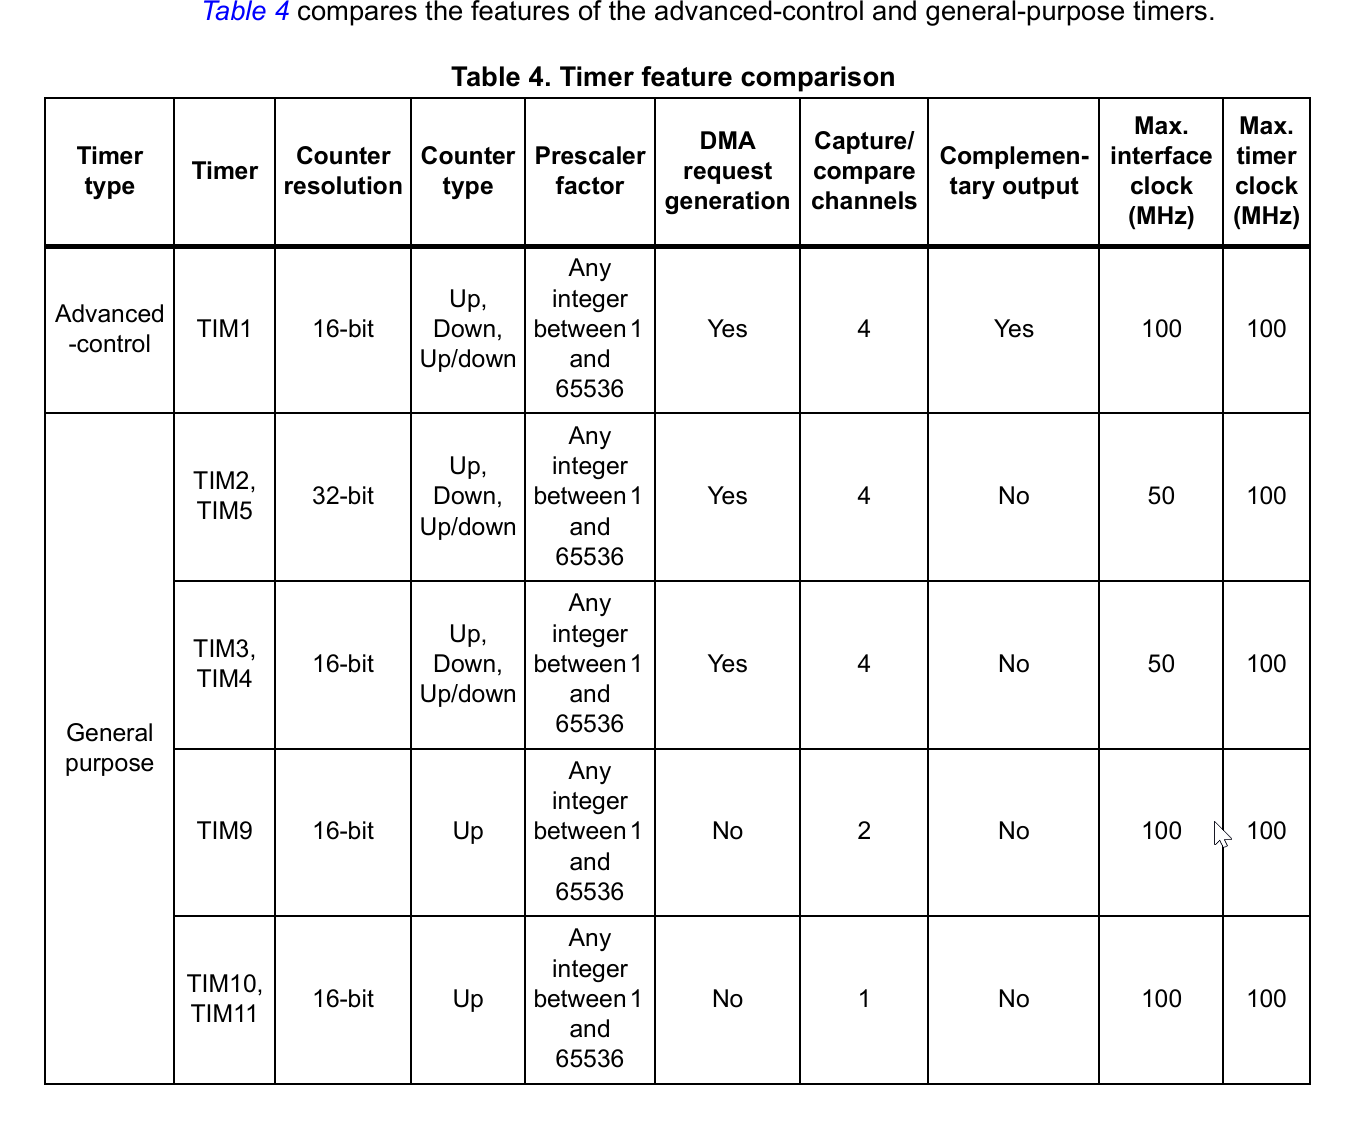 Table 4 compares the features of the advanced-control and general-purpose timers.
Table 4. Timer feature comparison
Timer
type
Timer
Counter
resolution
Counter
type
Prescaler
factor
DMA
request
generation
Capture/
compare
channels
Complemen-
tary output
Max.
interface
clock
(MHz)
Max.
timer
clock
(MHz)
Advanced
-control
TIM1
16-bit
Up,
Down,
Up/down
Any
integer
between 1
and
65536
Yes
4
Yes
100
100
General
purpose
TIM2,
TIM5
32-bit
Up,
Down,
Up/down
Any
integer
between 1
and
65536
Yes
4
No
50
100
TIM3,
TIM4
16-bit
Up,
Down,
Up/down
Any
integer
between 1
and
65536
Yes
4
No
50
100
TIM9
16-bit
Up
Any
integer
between 1
and
65536
No
2
No
100
100
TIM10,
TIM11
16-bit
Up
Any
integer
between 1
and
65536
No
1
No
100
100